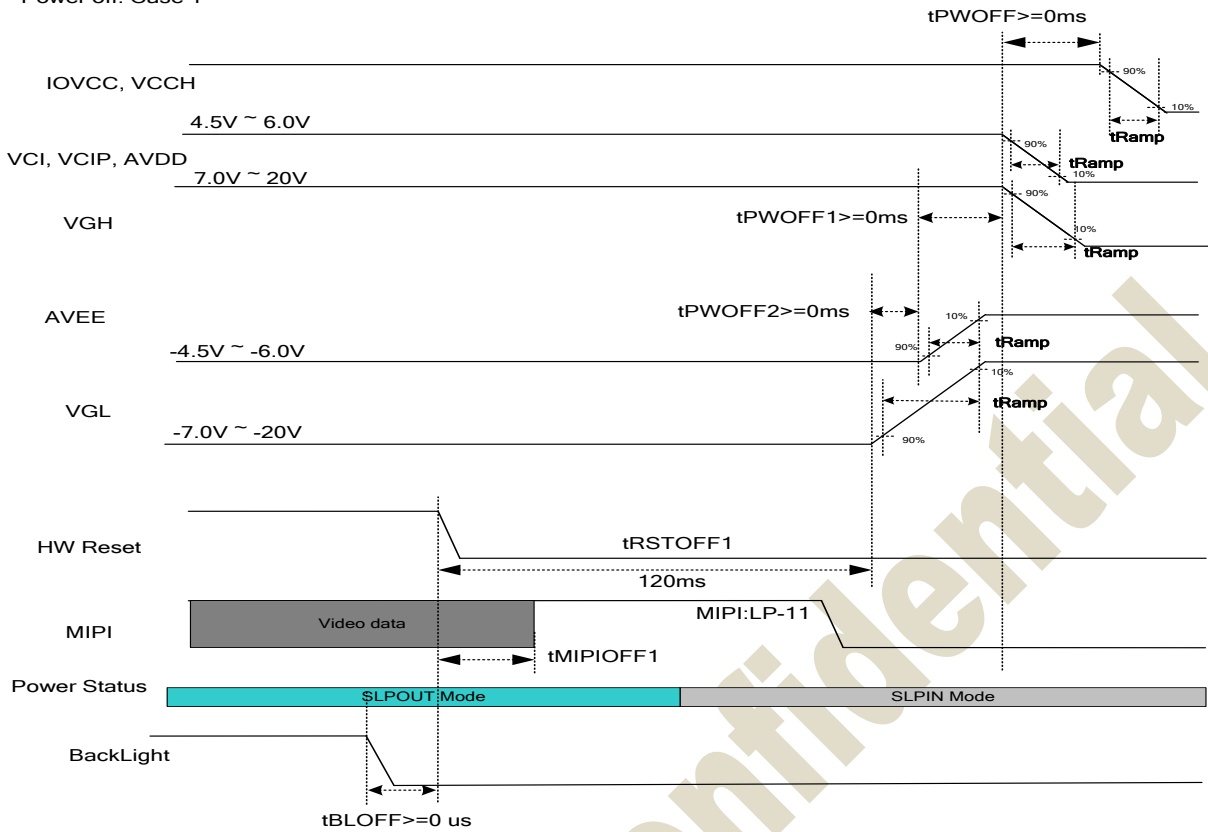 Power off: Case 1
tPWOFF>=0ms
IOVCC, VCCH
90%
10%
tRamp
4.5V ~ 6.0V
VCI, VCIP, AVDD
90%
tRamp
10%
7.0V ~ 20V
VGH
90%
tPWOFF1>=0ms
10%
tRamp
AVEE
tPWOFF2>=0ms
10%
tRamp
-4.5V ~ -6.0V
90%
10%
VGL
tRamp
-7.0V ~ -20V
90%
HW Reset
tRSTOFF1
120ms
MIPI
Video data
MIPI:LP-11
tMIPIOFF1
Power Status
SLPOUT Mode
SLPIN Mode
BackLight
tBLOFF>=0 us
onfidential